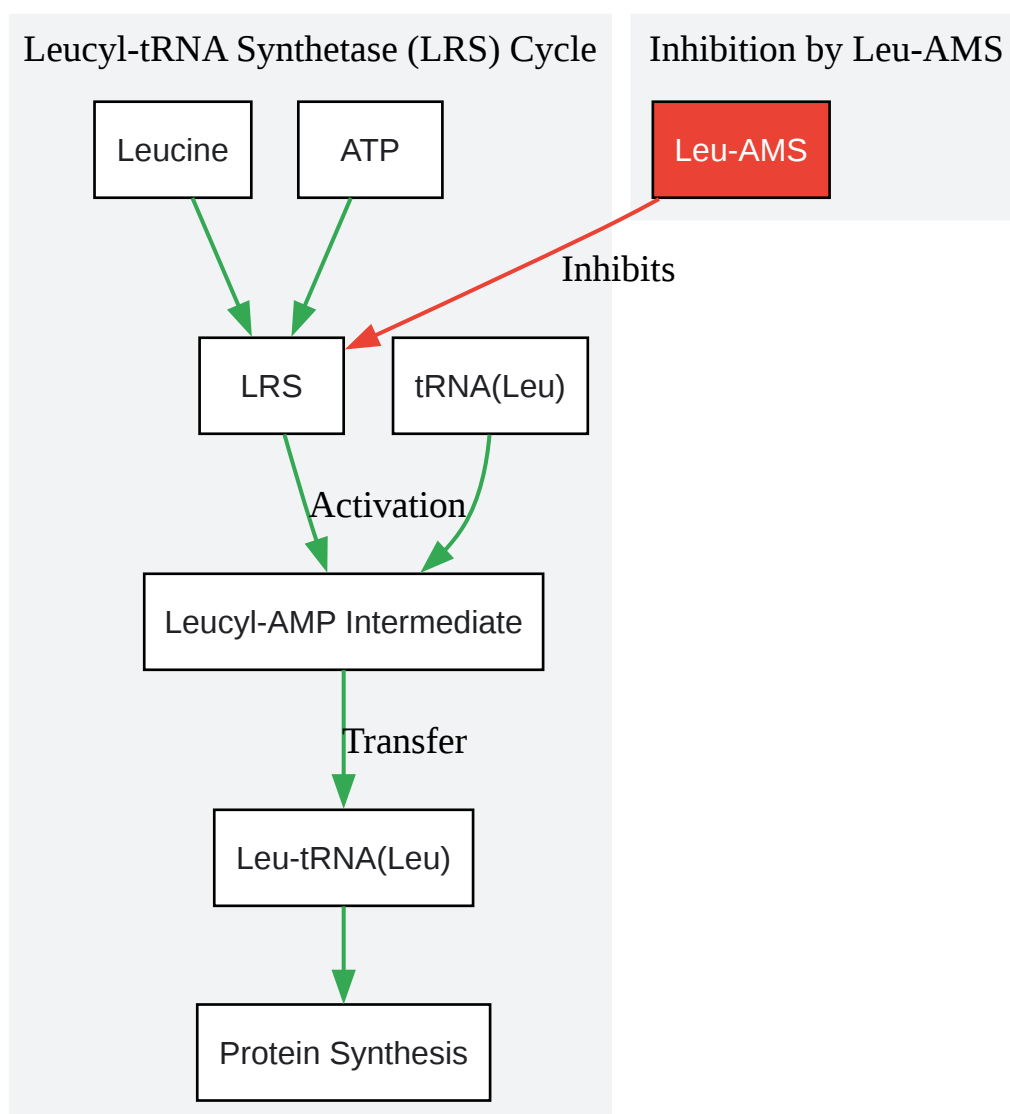 Leucyl-tRNA Synthetase (LRS) Cycle
Inhibition by Leu-AMS
Leucine
ATP
Leu-AMS
Inhibits
LRS
tRNA(Leu)
Activation
Leucyl-AMP Intermediate
Transfer
Leu-tRNA(Leu)
Protein Synthesis